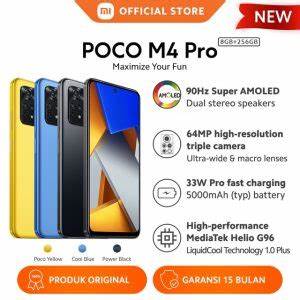 mi OFFICIAL STORE
NEW
POCO M4 Pro
8GB+256GB
Maximize Your Fun
AMOLED
90Hz Super AMOLED
Dual stereo speakers
64MP high-resolution
triple camera
Ultra-wide & macro lenses
33W Pro fast charging
5000mAh (typ) battery
High-performance
MediaTek Helio G96
LiquidCool Technology 1.0 Plus
Poco Yellow
Cool Blue
Power Black
100% PRODUK ORIGINAL
GARANSI 15 BULAN